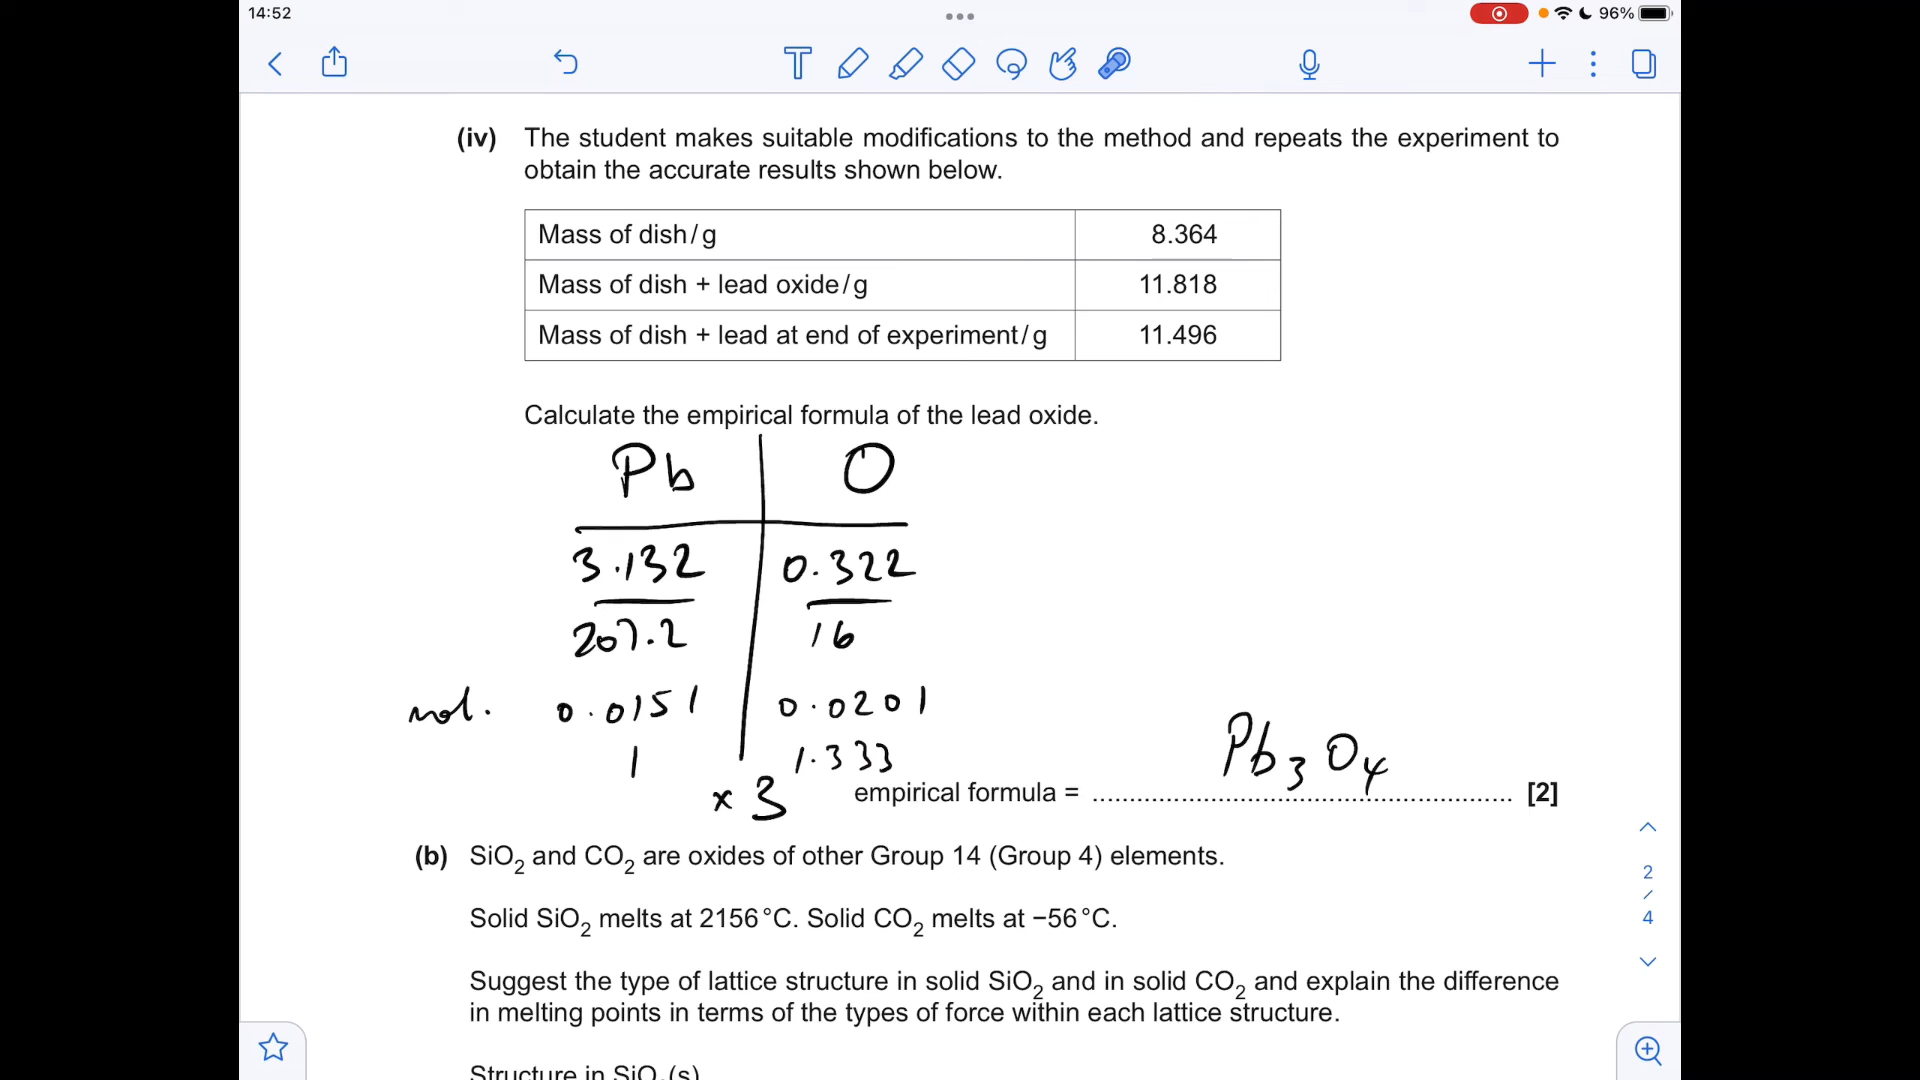 14:52
96%
(iv) The student makes suitable modifications to the method and repeats the experiment to
obtain the accurate results shown below.
Mass of dish/g 8.364
Mass of dish + lead oxide/g 11.818
Mass of dish + lead at end of experiment/g 11.496
Calculate the empirical formula of the lead oxide.
Pb O
3.132 0.322
207.2 16
mol. 0.0151 0.0201
1 1.333
× 3
Pb₃O₄
empirical formula = .......................................................... [2]
(b) SiO₂ and CO₂ are oxides of other Group 14 (Group 4) elements.
Solid SiO₂ melts at 2156°C. Solid CO₂ melts at −56°C.
Suggest the type of lattice structure in solid SiO₂ and in solid CO₂ and explain the difference
in melting points in terms of the types of force within each lattice structure.
Structure in SiO₂(s)
2
/
4